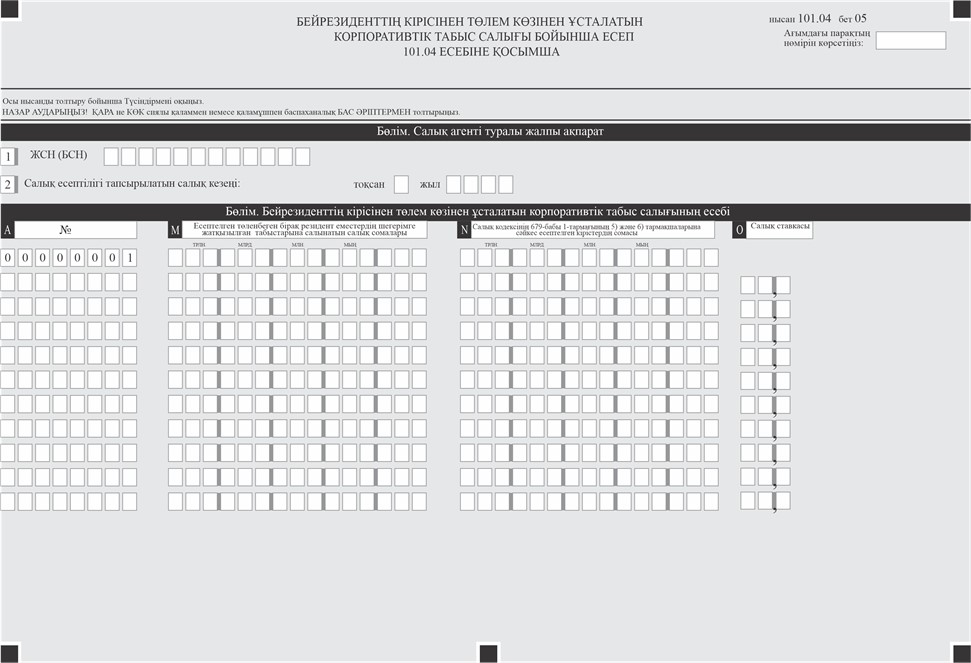 БЕЙРЕЗИДЕНТТІҢ КІРІСІНЕН ТӨЛЕМ КӨЗІНЕН ҰСТАЛАТЫН
КОРПОРАТИВТІК ТАБЫС САЛЫҒЫ БОЙЫНША ЕСЕП
101.04 ЕСЕБІНЕ ҚОСЫМША
нысан 101.04 бет 05
Ағымдағы парақтың
нөмірін көрсетіңіз:
Осы нысанды толтыру бойынша Түсіндірмені оқыңыз.
НАЗАР АУДАРЫҢЫЗ! ҚАРА не КӨК сиялы қаламмен немесе қаламұшпен баспаханалық БАС ӘРІПТЕРМЕН толтырыңыз.
Бөлім. Салық агенті туралы жалпы ақпарат
1 ЖСН (БСН)
2 Салық есептілігі тапсырылатын салық кезеңі: тоқсан жыл
Бөлім. Бейрезиденттің кірісінен төлем көзінен ұсталатын корпоративтік табыс салығының есебі
A №
M Есептелген төленбеген бірақ резидент еместердің шегерімге
жатқызылған табыстарына салынатын салық сомалары
N Салық кодексінің 679-бабы 1-тармағының 5) және 6) тармақшаларына
сәйкес есептелген кірістердің сомасы
O Салық ставкасы
ТРЛН МЛРД МЛН МЫҢ ТРЛН МЛРД МЛН МЫҢ
0 0 0 0 0 0 0 1
,
,
,
,
,
,
,
,
,
,